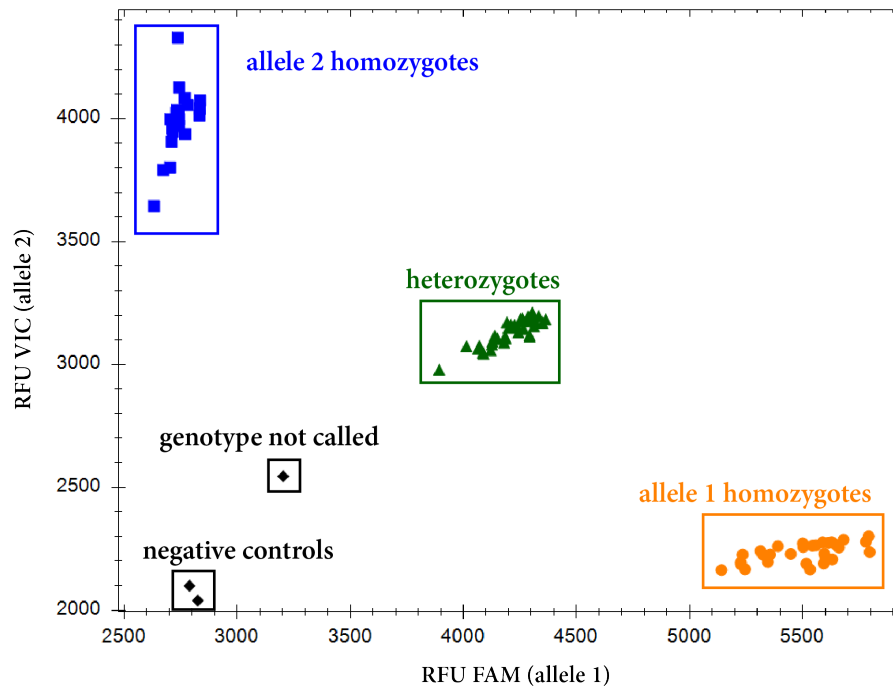 allele 2 homozygotes
4000
3500
heterozygotes
3000
genotype not called
2500
allele 1 homozygotes
negative controls
2000
2500 3000 3500 4000 4500 5000 5500
RFU VIC (allele 2)
RFU FAM (allele 1)